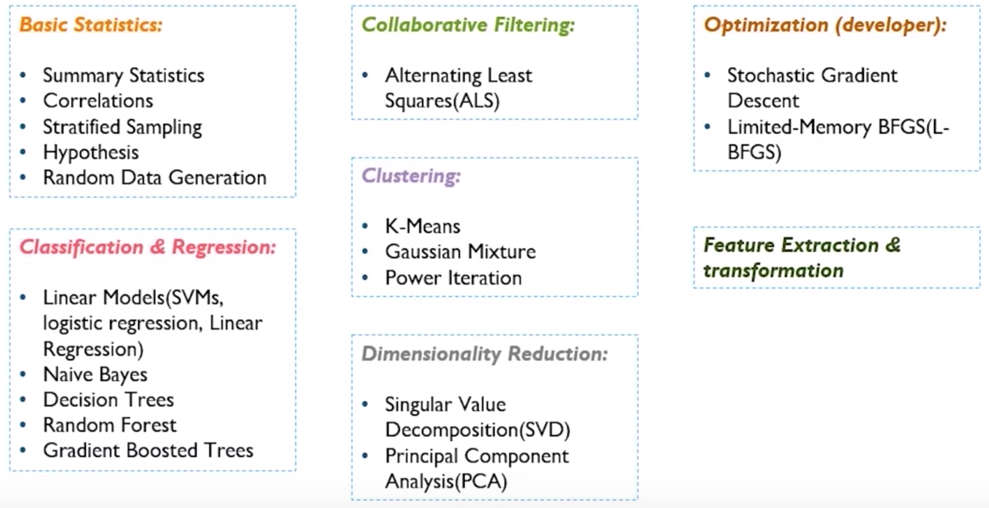 Basic Statistics:
• Summary Statistics
• Correlations
• Stratified Sampling
• Hypothesis
• Random Data Generation
Classification & Regression:
• Linear Models(SVMs,
logistic regression, Linear
Regression)
• Naive Bayes
• Decision Trees
• Random Forest
• Gradient Boosted Trees
Collaborative Filtering:
• Alternating Least
Squares(ALS)
Clustering:
• K-Means
• Gaussian Mixture
• Power Iteration
Dimensionality Reduction:
• Singular Value
Decomposition(SVD)
• Principal Component
Analysis(PCA)
Optimization (developer):
• Stochastic Gradient
Descent
• Limited-Memory BFGS(L-
BFGS)
Feature Extraction &
transformation